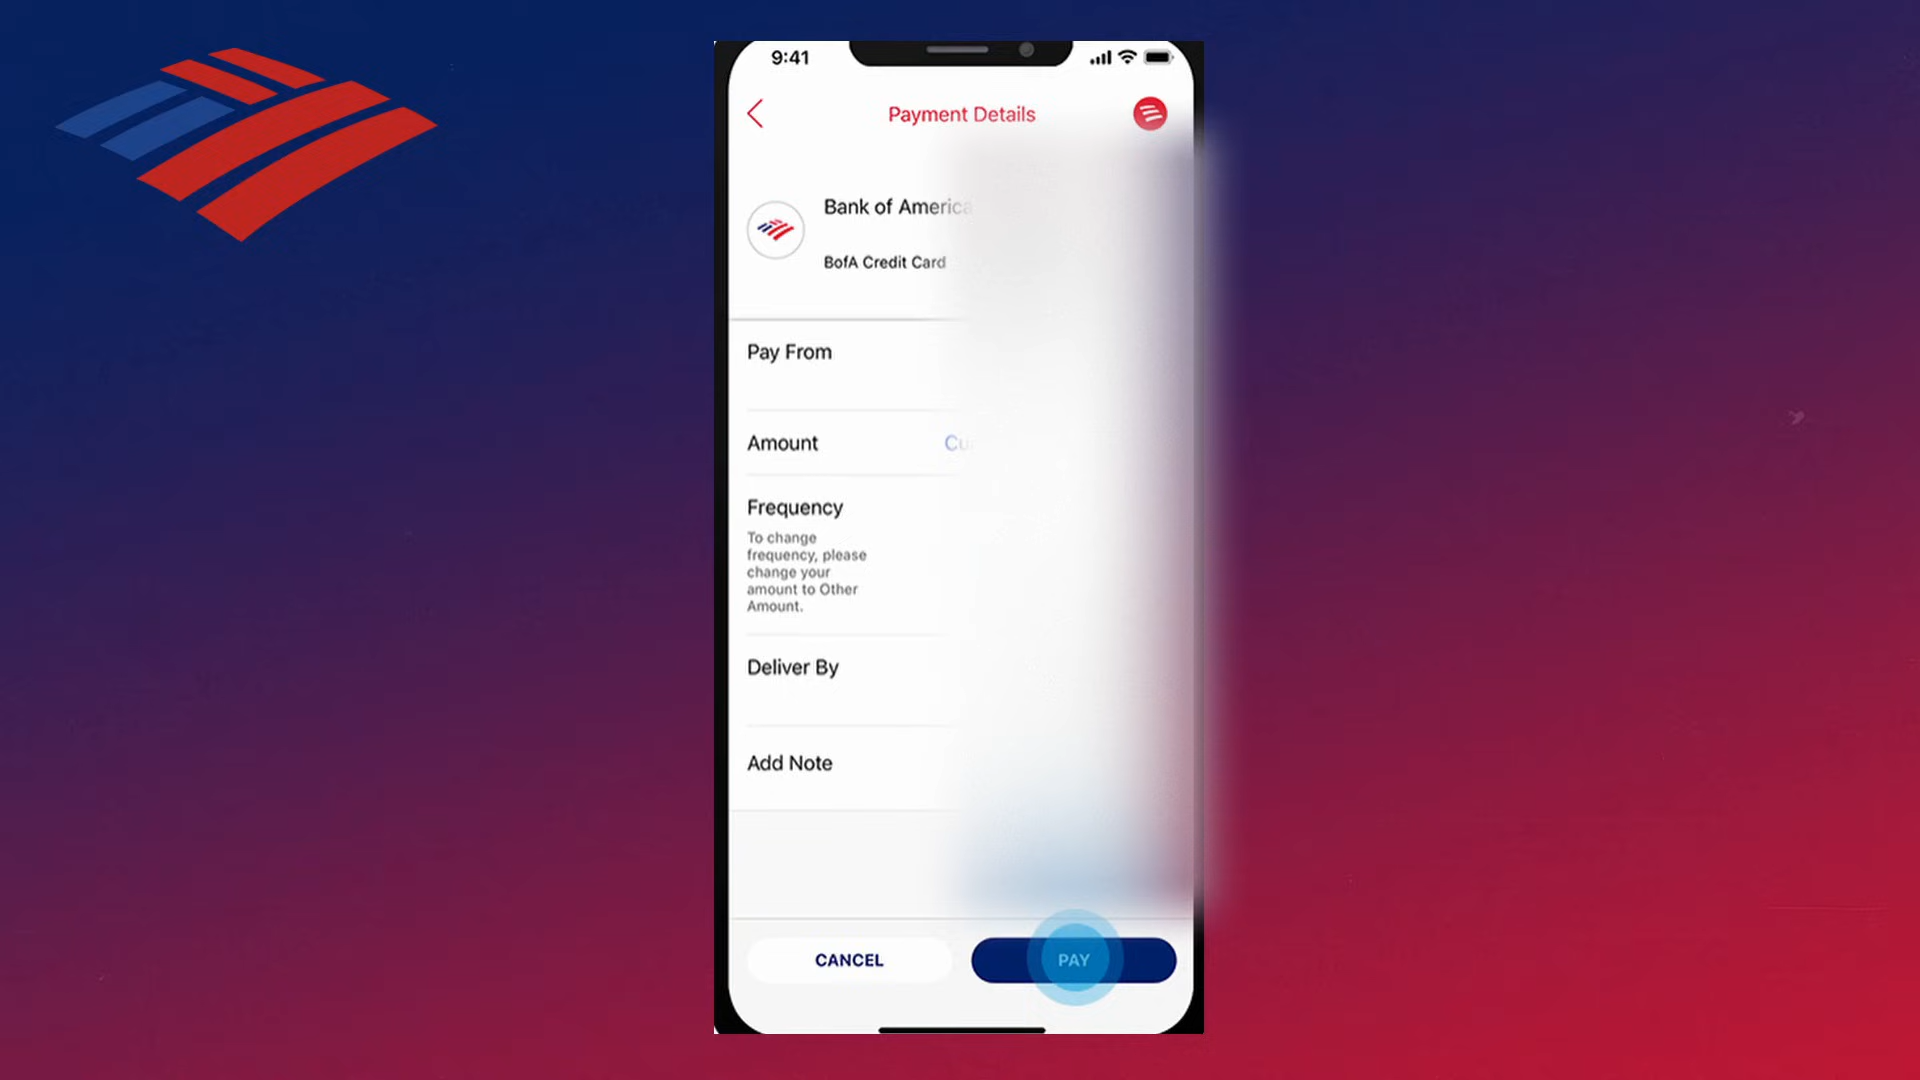 9:41
Payment Details
Bank of America
BofA Credit Card
Pay From
Amount
Frequency
To change
frequency, please
change your
amount to Other
Amount.
Deliver By
Add Note
CANCEL
PAY